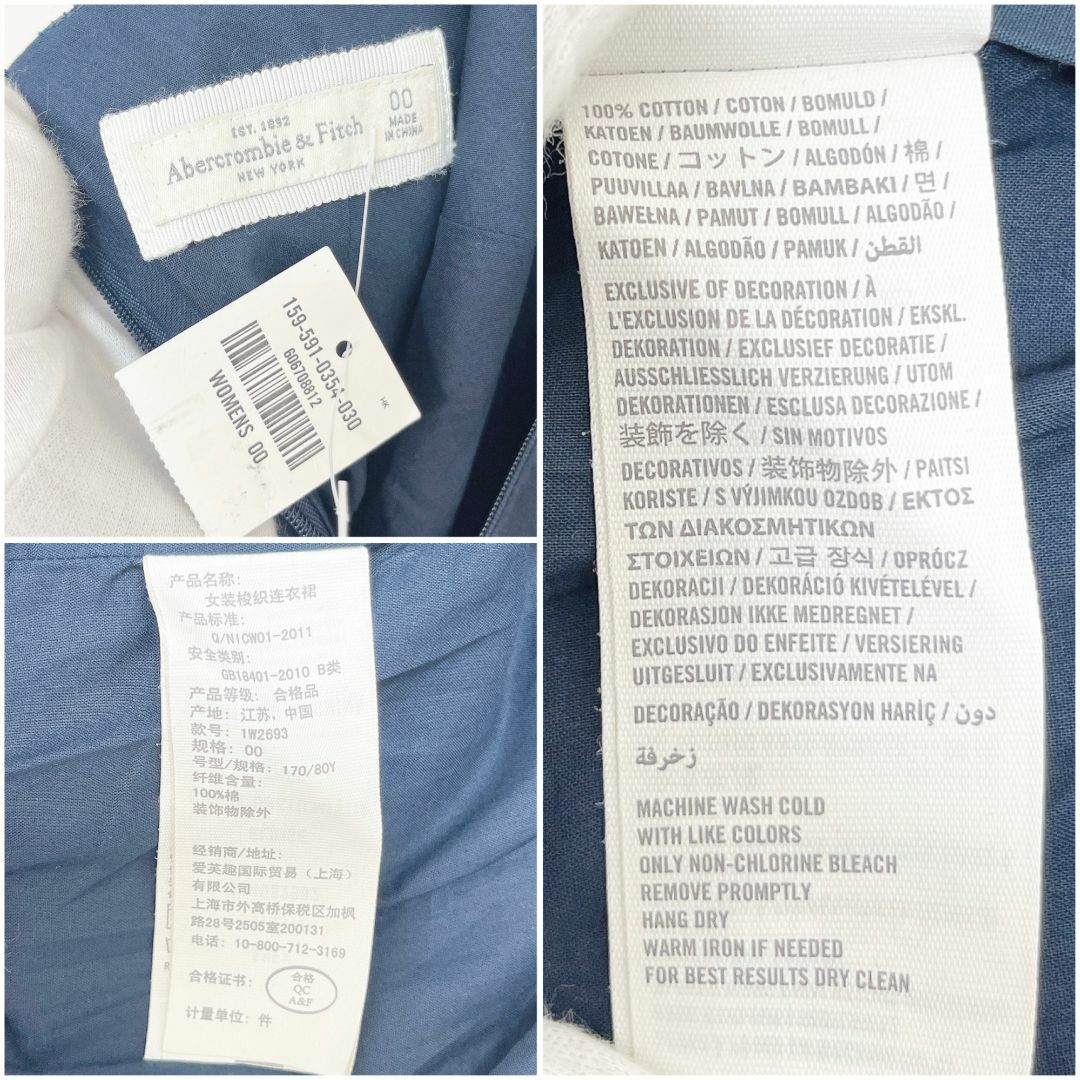 EST. 1892
Abercrombie & Fitch
NEW YORK
00
MADE
IN CHINA
159-591-0354-030
606708812
WOMENS 00
HK
产品名称:
女装梭织连衣裙
产品标准:
Q/NICW01-2011
安全类别:
GB18401-2010 B类
产品等级: 合格品
产地: 江苏, 中国
款号: 1W2693
规格: 00
号型/规格: 170/80Y
纤维含量:
100%棉
装饰物除外
经销商/地址:
爱芙趣国际贸易（上海）
有限公司
上海市外高桥保税区加枫
路28号2505室200131
电话: 10-800-712-3169
合格证书:
合格
QC
A&F
计量单位: 件
100% COTTON / COTON / BOMULD /
KATOEN / BAUMWOLLE / BOMULL /
COTONE / コットン / ALGODÓN / 棉 /
PUUVILLAA / BAVLNA / BAMBAKI / 면 /
BAWEŁNA / PAMUT / BOMULL / ALGODÃO /
KATOEN / ALGODÃO / PAMUK / القطن
EXCLUSIVE OF DECORATION / À
L'EXCLUSION DE LA DÉCORATION / EKSKL.
DEKORATION / EXCLUSIEF DECORATIE /
AUSSCHLIESSLICH VERZIERUNG / UTOM
DEKORATIONEN / ESCLUSA DECORAZIONE /
装飾を除く / SIN MOTIVOS
DECORATIVOS / 装饰物除外 / PAITSI
KORISTE / S VÝJIMKOU OZDOB / ΕΚΤΟΣ
ΤΩΝ ΔΙΑΚΟΣΜΗΤΙΚΩΝ
ΣΤΟΙΧΕΙΩΝ / 고급 장식 / OPRÓCZ
DEKORACJI / DEKORÁCIÓ KIVÉTELÉVEL /
DEKORASJON IKKE MEDREGNET /
EXCLUSIVO DO ENFEITE / VERSIERING
UITGESLUIT / EXCLUSIVAMENTE NA
DECORAÇÃO / DEKORASYON HARİÇ / دون
زخرفة
MACHINE WASH COLD
WITH LIKE COLORS
ONLY NON-CHLORINE BLEACH
REMOVE PROMPTLY
HANG DRY
WARM IRON IF NEEDED
FOR BEST RESULTS DRY CLEAN